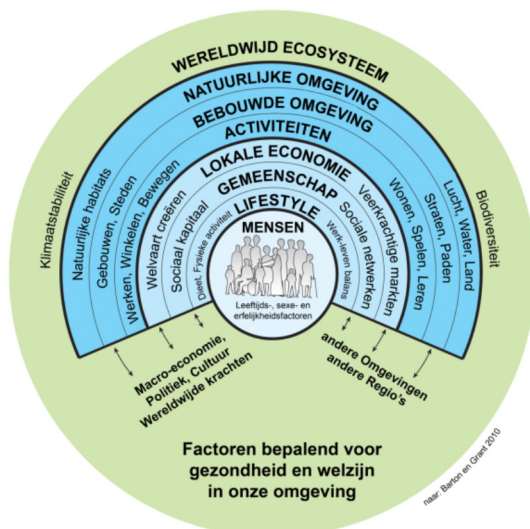 WERELDWIJD ECOSYSTEEM
NATUURLIJKE OMGEVING
BEBOUWDE OMGEVING
ACTIVITEITEN
LOKALE ECONOMIE
GEMEENSCHAP
LIFESTYLE
MENSEN
Leeftijds-, sexe- en
erfelijkheidsfactoren
Klimaatstabiliteit
Natuurlijke habitats
Gebouwen, Steden
Werken, Winkelen, Bewegen
Welvaart creëren
Sociaal kapitaal
Dieet, Fysieke activiteit
Werk-leven balans
Sociale netwerken
Veerkrachtige markten
Wonen, Spelen, Leren
Straten, Paden
Lucht, Water, Land
Biodiversiteit
Macro-economie,
Politiek, Cultuur
Wereldwijde krachten
andere Omgevingen
andere Regio's
Factoren bepalend voor
gezondheid en welzijn
in onze omgeving
naar: Barton en Grant 2010